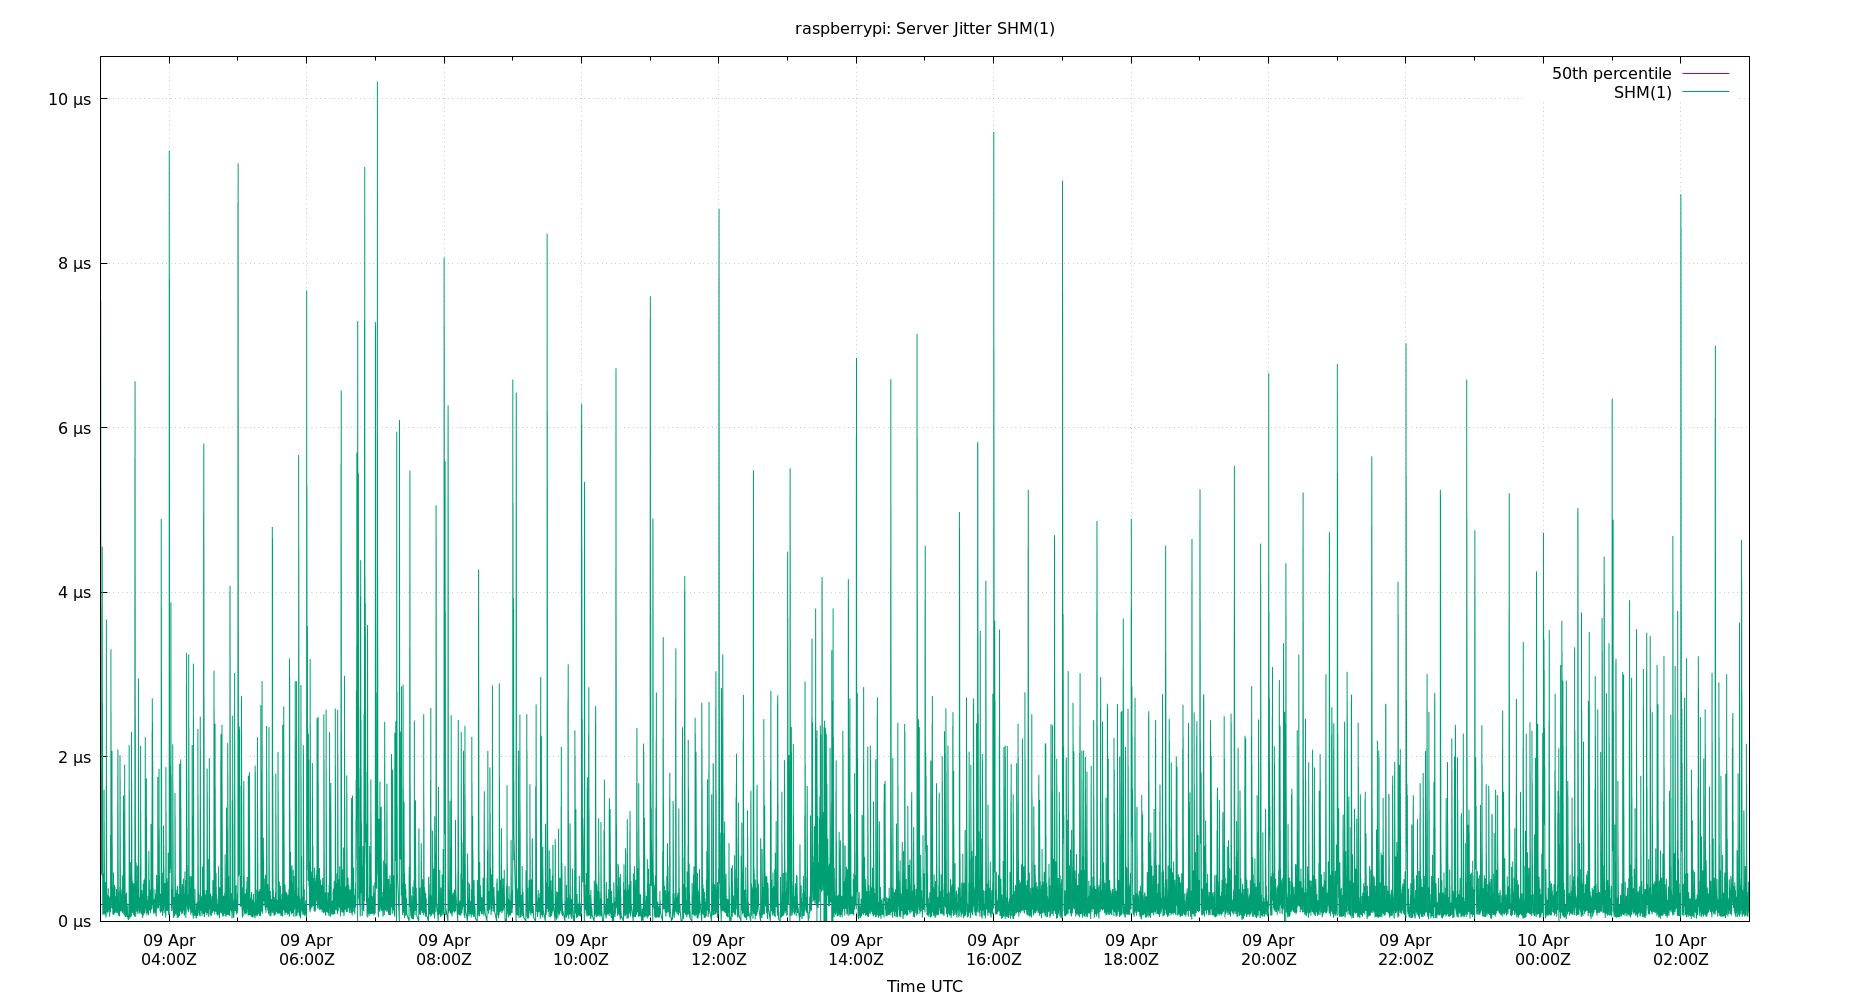 raspberrypi: Server Jitter SHM(1)
50th percentile
SHM(1)
10 µs
8 µs
6 µs
4 µs
2 µs
0 µs
09 Apr 09 Apr 09 Apr 09 Apr 09 Apr 09 Apr 09 Apr 09 Apr 09 Apr 09 Apr 10 Apr 10 Apr
04:00Z 06:00Z 08:00Z 10:00Z 12:00Z 14:00Z 16:00Z 18:00Z 20:00Z 22:00Z 00:00Z 02:00Z
Time UTC